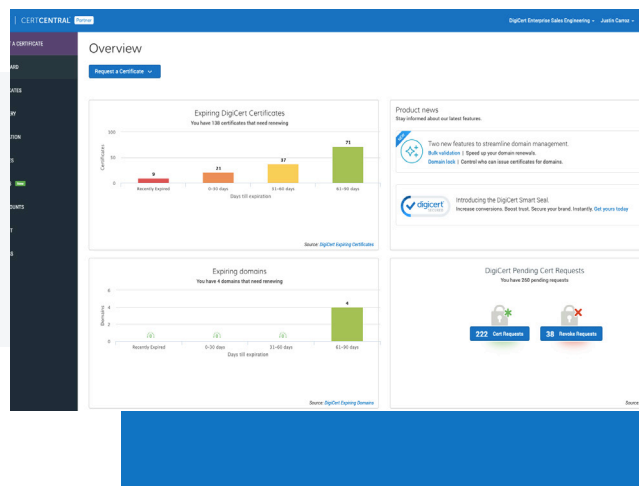 CERTCENTRAL Partner
DigiCert Enterprise Sales Engineering
Justin Carras
T A CERTIFICATE
ARD
ATES
RY
ATION
S
OUNTS
T
S
Overview
Request a Certificate
Expiring DigiCert Certificates
You have 138 certificates that need renewing
100
50
0
Certificates
9
21
37
71
Recently Expired
0-30 days
31-60 days
61-90 days
Days till expiration
Source: DigiCert Expiring Certificates
Product news
Stay informed about our latest features.
NEW
Two new features to streamline domain management.
Bulk validation | Speed up your domain renewals.
Domain lock | Control who can issue certificates for domains.
digicert
Introducing the DigiCert Smart Seal
Increase conversions. Boost trust. Secure your brand. Instantly. Get yours today
Expiring domains
You have 4 domains that need renewing
6
4
2
0
Domains
4
Recently Expired
0-30 days
31-60 days
61-90 days
Days till expiration
Source: DigiCert Expiring Domains
DigiCert Pending Cert Requests
You have 260 pending requests
222 Cert Requests
38 Revoke Requests
Source